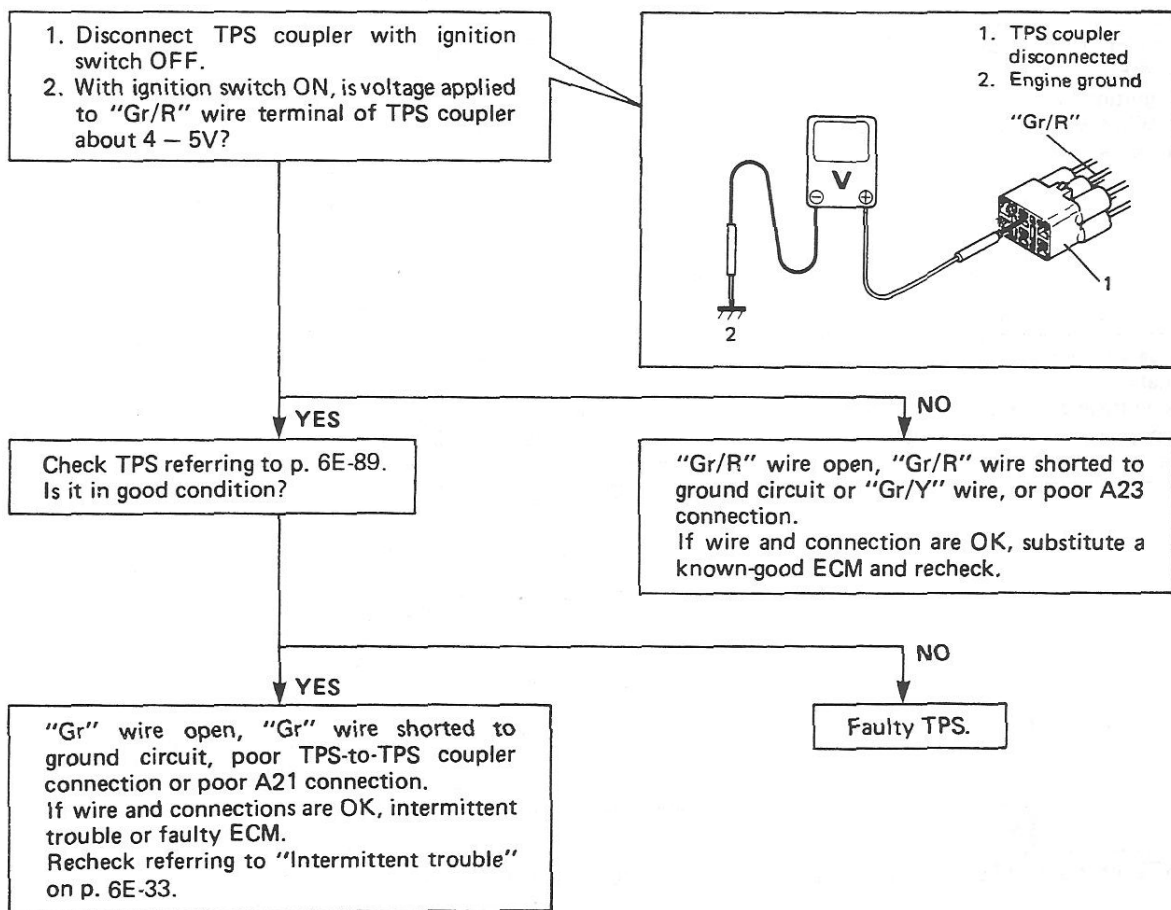 1. Disconnect TPS coupler with ignition
switch OFF.
2. With ignition switch ON, is voltage applied
to "Gr/R" wire terminal of TPS coupler
about 4 – 5V?
1. TPS coupler
disconnected
2. Engine ground
"Gr/R"
V
⊖ ⊕
1
2
YES
NO
Check TPS referring to p. 6E-89.
Is it in good condition?
"Gr/R" wire open, "Gr/R" wire shorted to
ground circuit or "Gr/Y" wire, or poor A23
connection.
If wire and connection are OK, substitute a
known-good ECM and recheck.
YES
NO
"Gr" wire open, "Gr" wire shorted to
ground circuit, poor TPS-to-TPS coupler
connection or poor A21 connection.
If wire and connections are OK, intermittent
trouble or faulty ECM.
Recheck referring to "Intermittent trouble"
on p. 6E-33.
Faulty TPS.